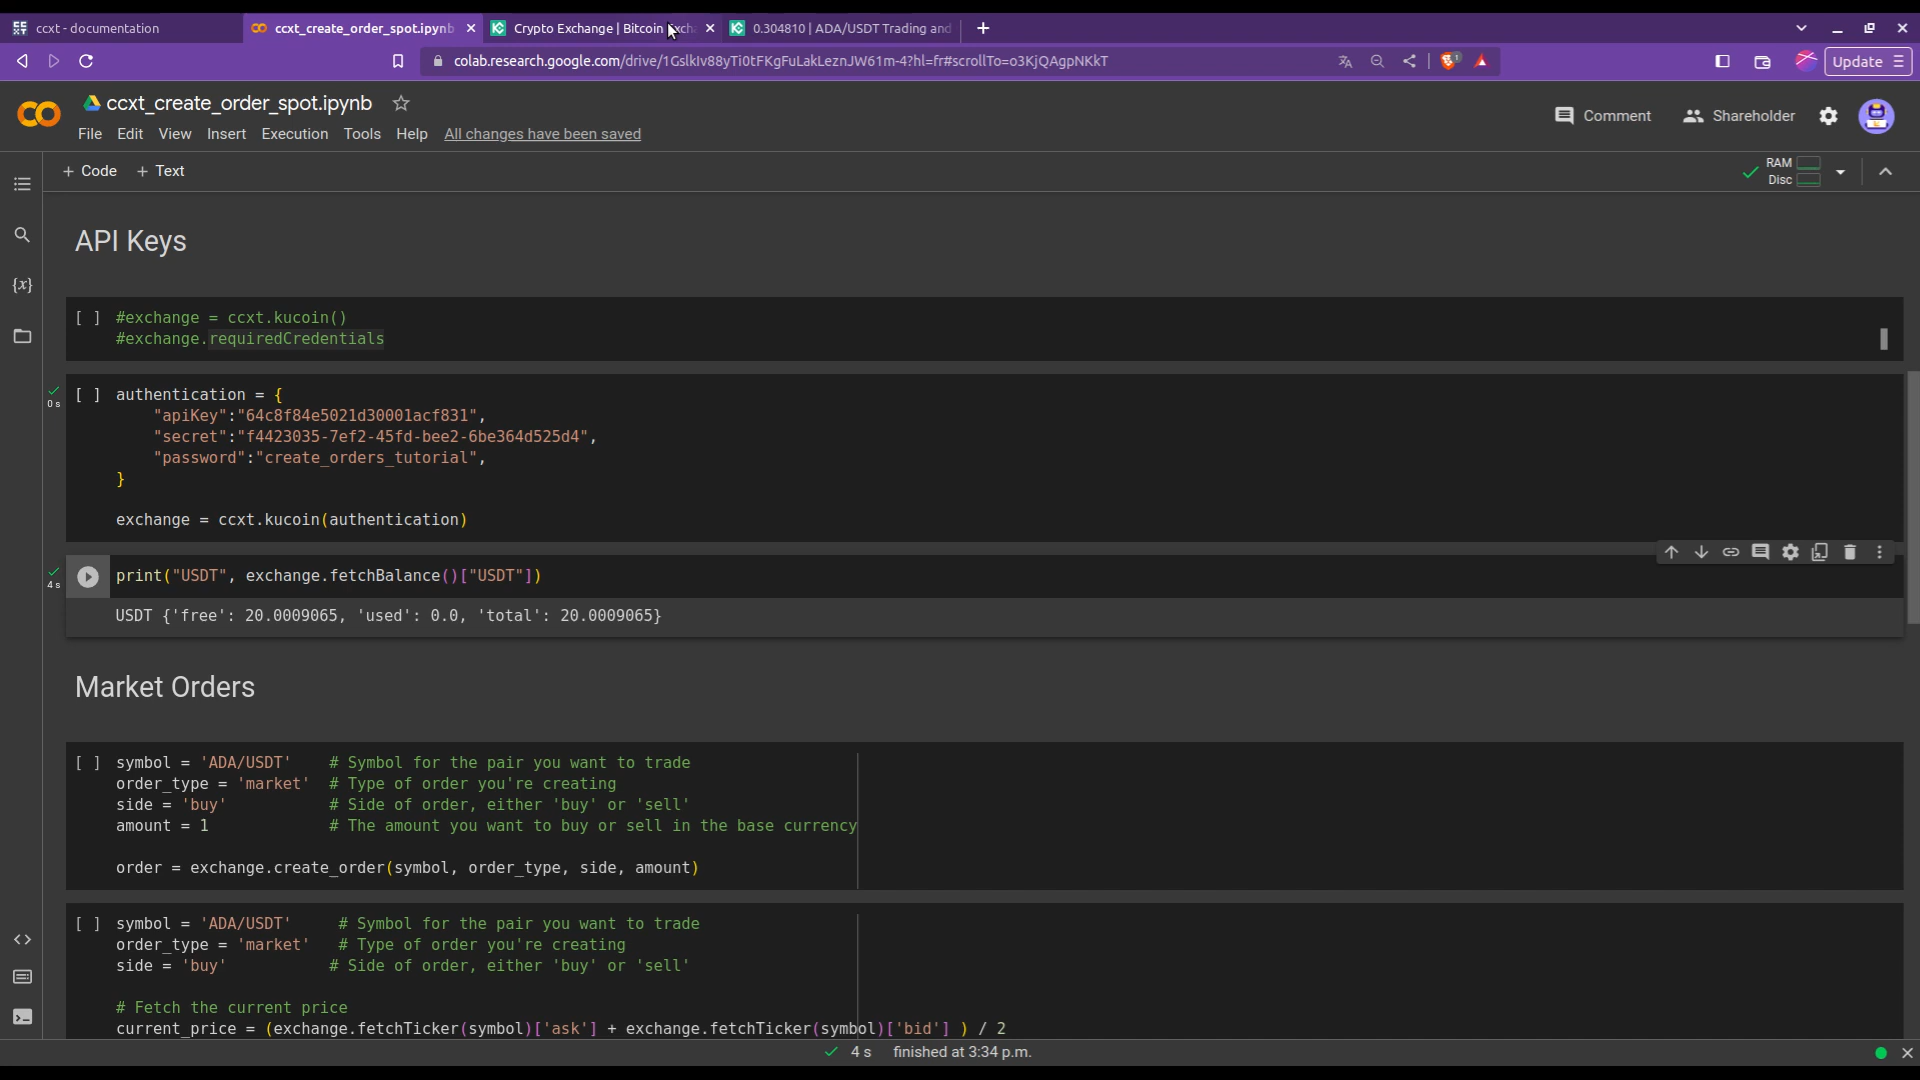 ccxt - documentation
ccxt_create_order_spot.ipynb
Crypto Exchange | Bitcoin Exch
0.304810 | ADA/USDT Trading and
colab.research.google.com/drive/1GslkIv88yTi0tFKgFuLakLeznJW61m-4?hl=fr#scrollTo=o3KjQAgpNKkT
1
Update
ccxt_create_order_spot.ipynb
File Edit View Insert Execution Tools Help All changes have been saved
Comment
Shareholder
+ Code + Text
RAM
Disc
API Keys
[ ] #exchange = ccxt.kucoin()
#exchange.requiredCredentials
0 s
[ ] authentication = {
"apiKey":"64c8f84e5021d30001acf831",
"secret":"f4423035-7ef2-45fd-bee2-6be364d525d4",
"password":"create_orders_tutorial",
}
exchange = ccxt.kucoin(authentication)
4 s
print("USDT", exchange.fetchBalance()["USDT"])
USDT {'free': 20.0009065, 'used': 0.0, 'total': 20.0009065}
Market Orders
[ ] symbol = 'ADA/USDT' # Symbol for the pair you want to trade
order_type = 'market' # Type of order you're creating
side = 'buy' # Side of order, either 'buy' or 'sell'
amount = 1 # The amount you want to buy or sell in the base currency
order = exchange.create_order(symbol, order_type, side, amount)
[ ] symbol = 'ADA/USDT' # Symbol for the pair you want to trade
order_type = 'market' # Type of order you're creating
side = 'buy' # Side of order, either 'buy' or 'sell'
# Fetch the current price
current_price = (exchange.fetchTicker(symbol)['ask'] + exchange.fetchTicker(symbol)['bid'] ) / 2
4 s finished at 3:34 p.m.